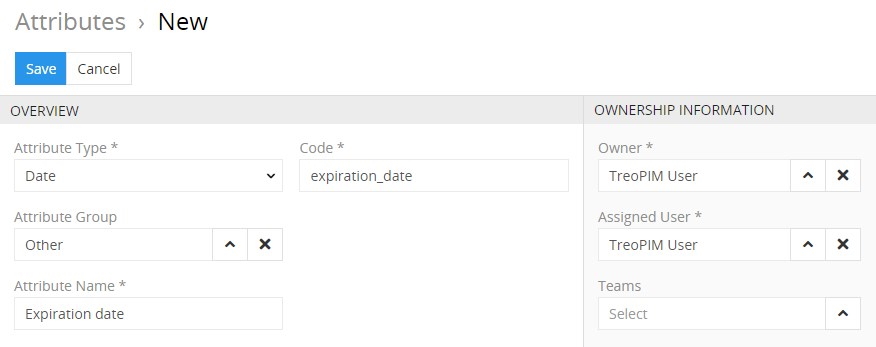 Attributes › New
Save Cancel
OVERVIEW
Attribute Type *
Code *
Date
expiration_date
Attribute Group
Other
Attribute Name *
Expiration date
OWNERSHIP INFORMATION
Owner *
TreoPIM User
Assigned User *
TreoPIM User
Teams
Select